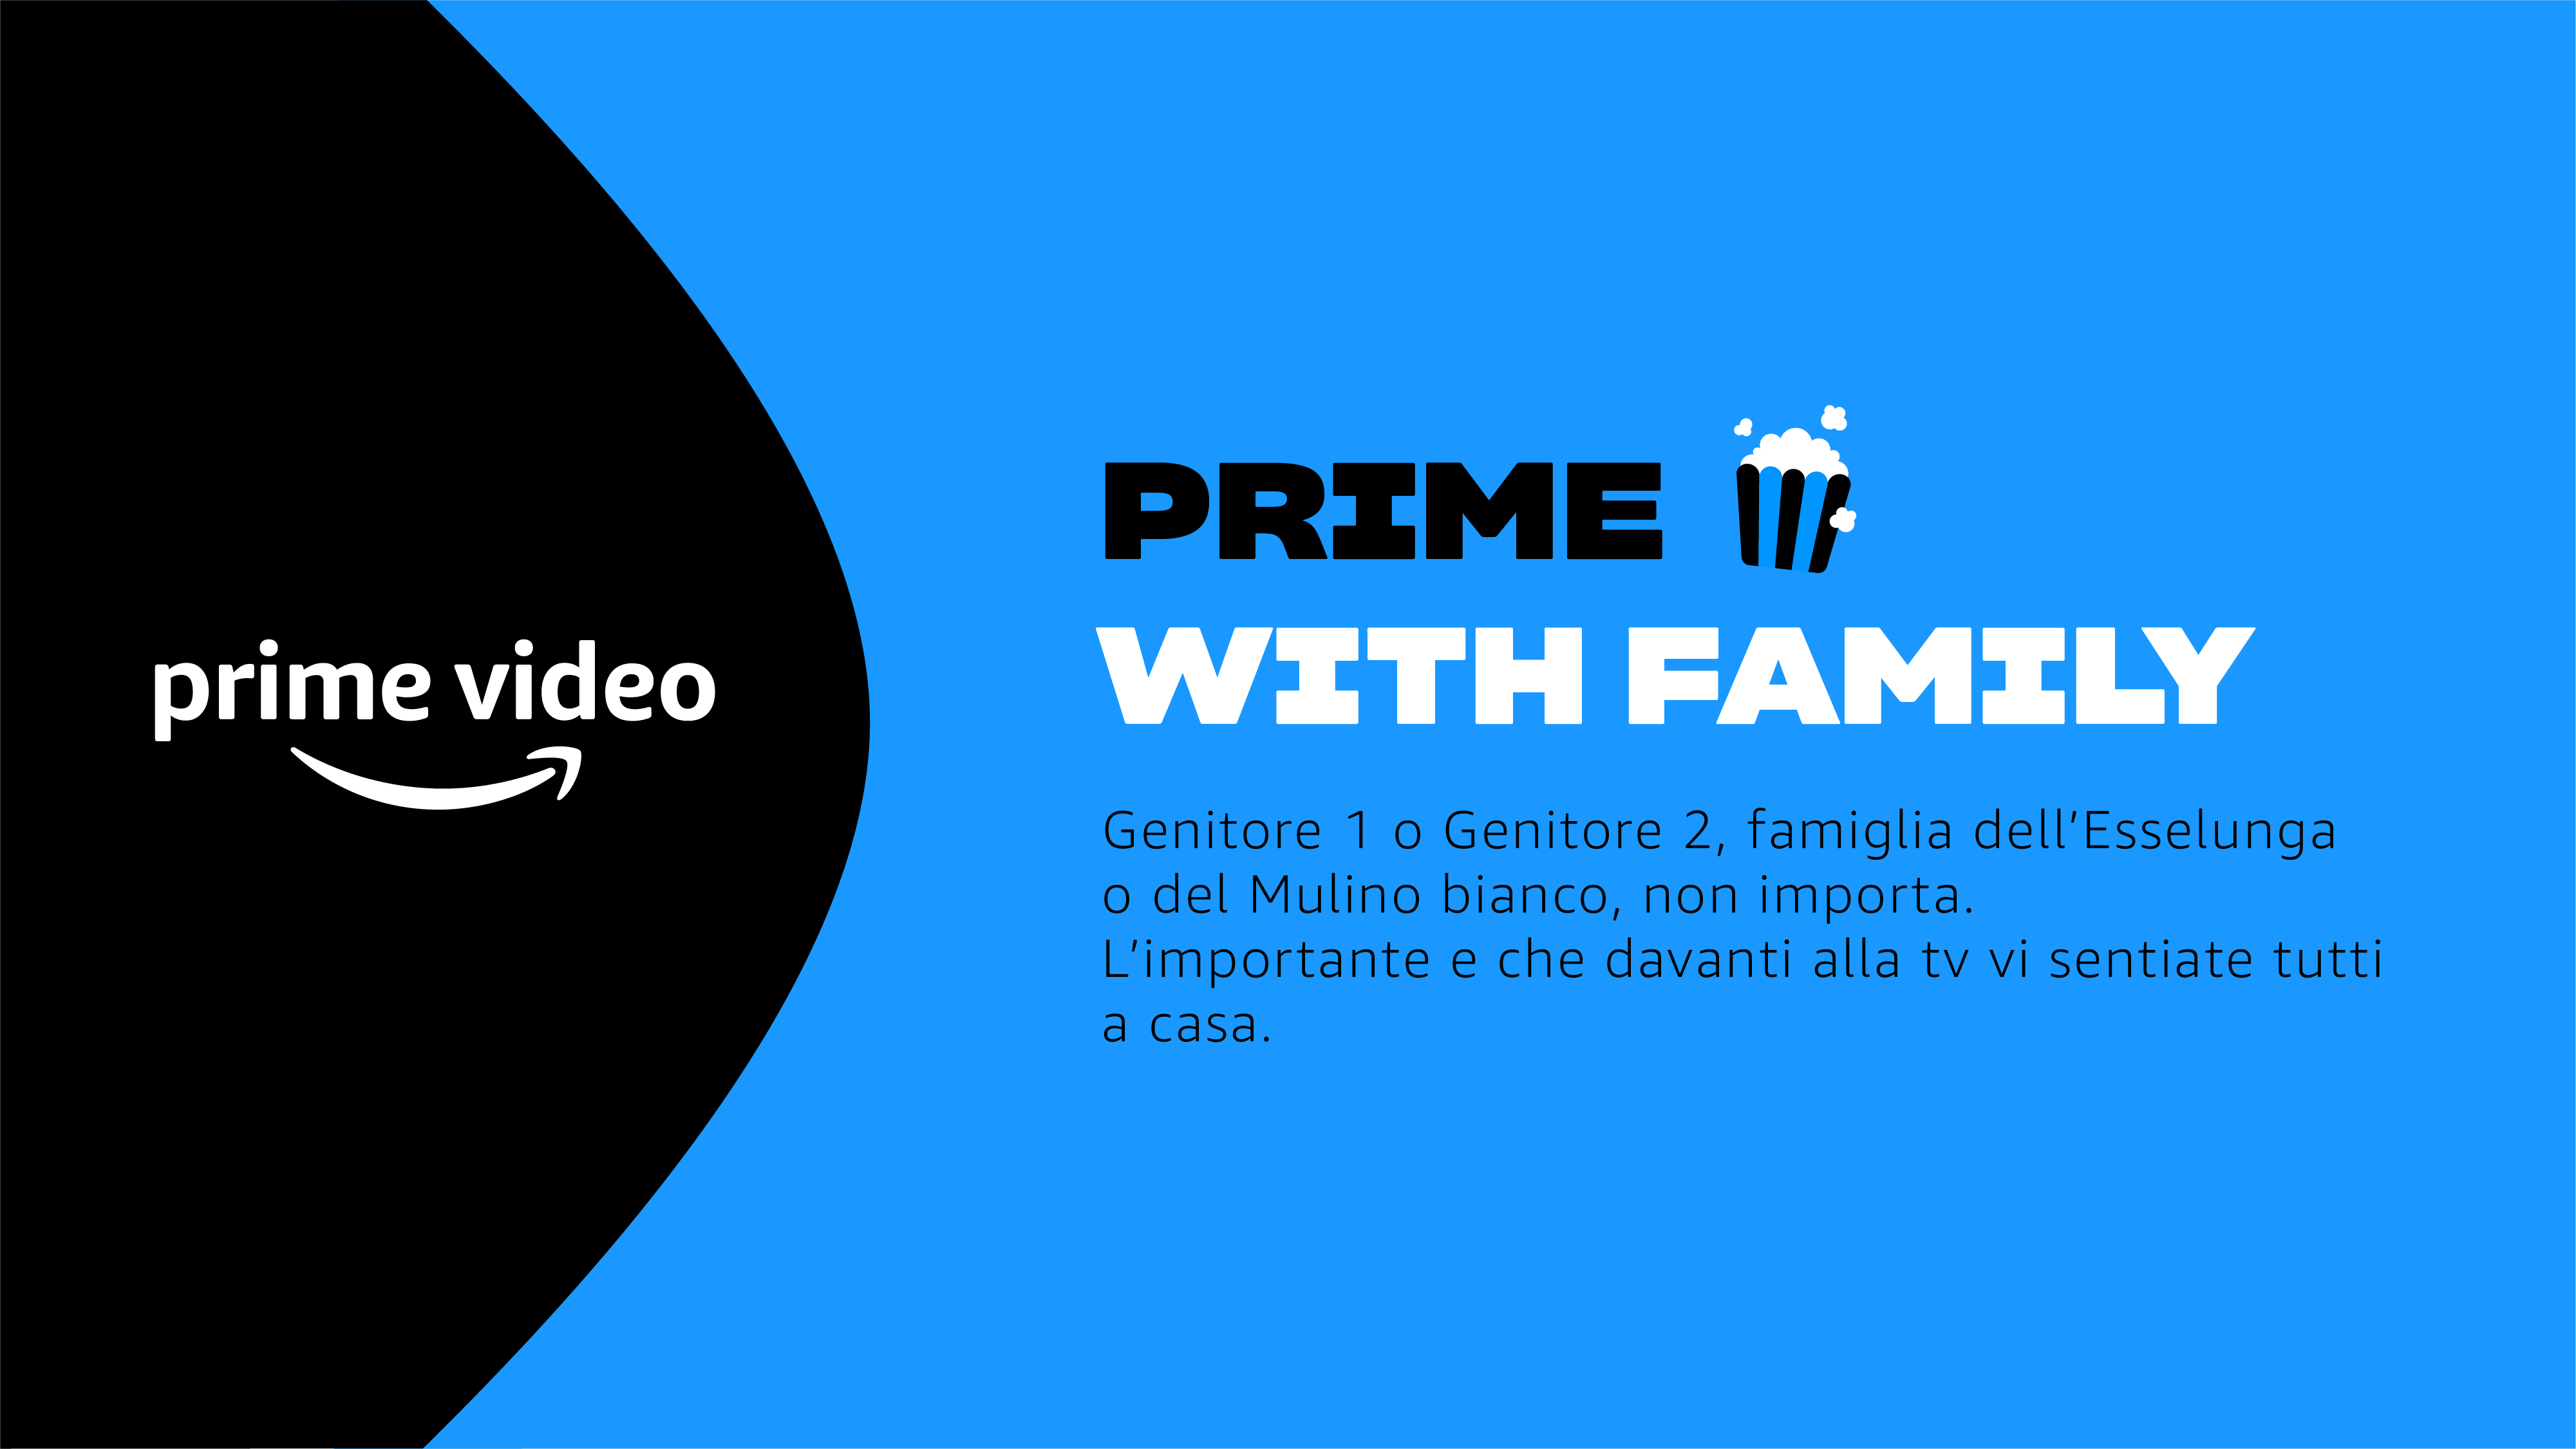 prime video
PRIME
WITH FAMILY
Genitore 1 o Genitore 2, famiglia dell’Esselunga
o del Mulino bianco, non importa.
L’importante e che davanti alla tv vi sentiate tutti
a casa.